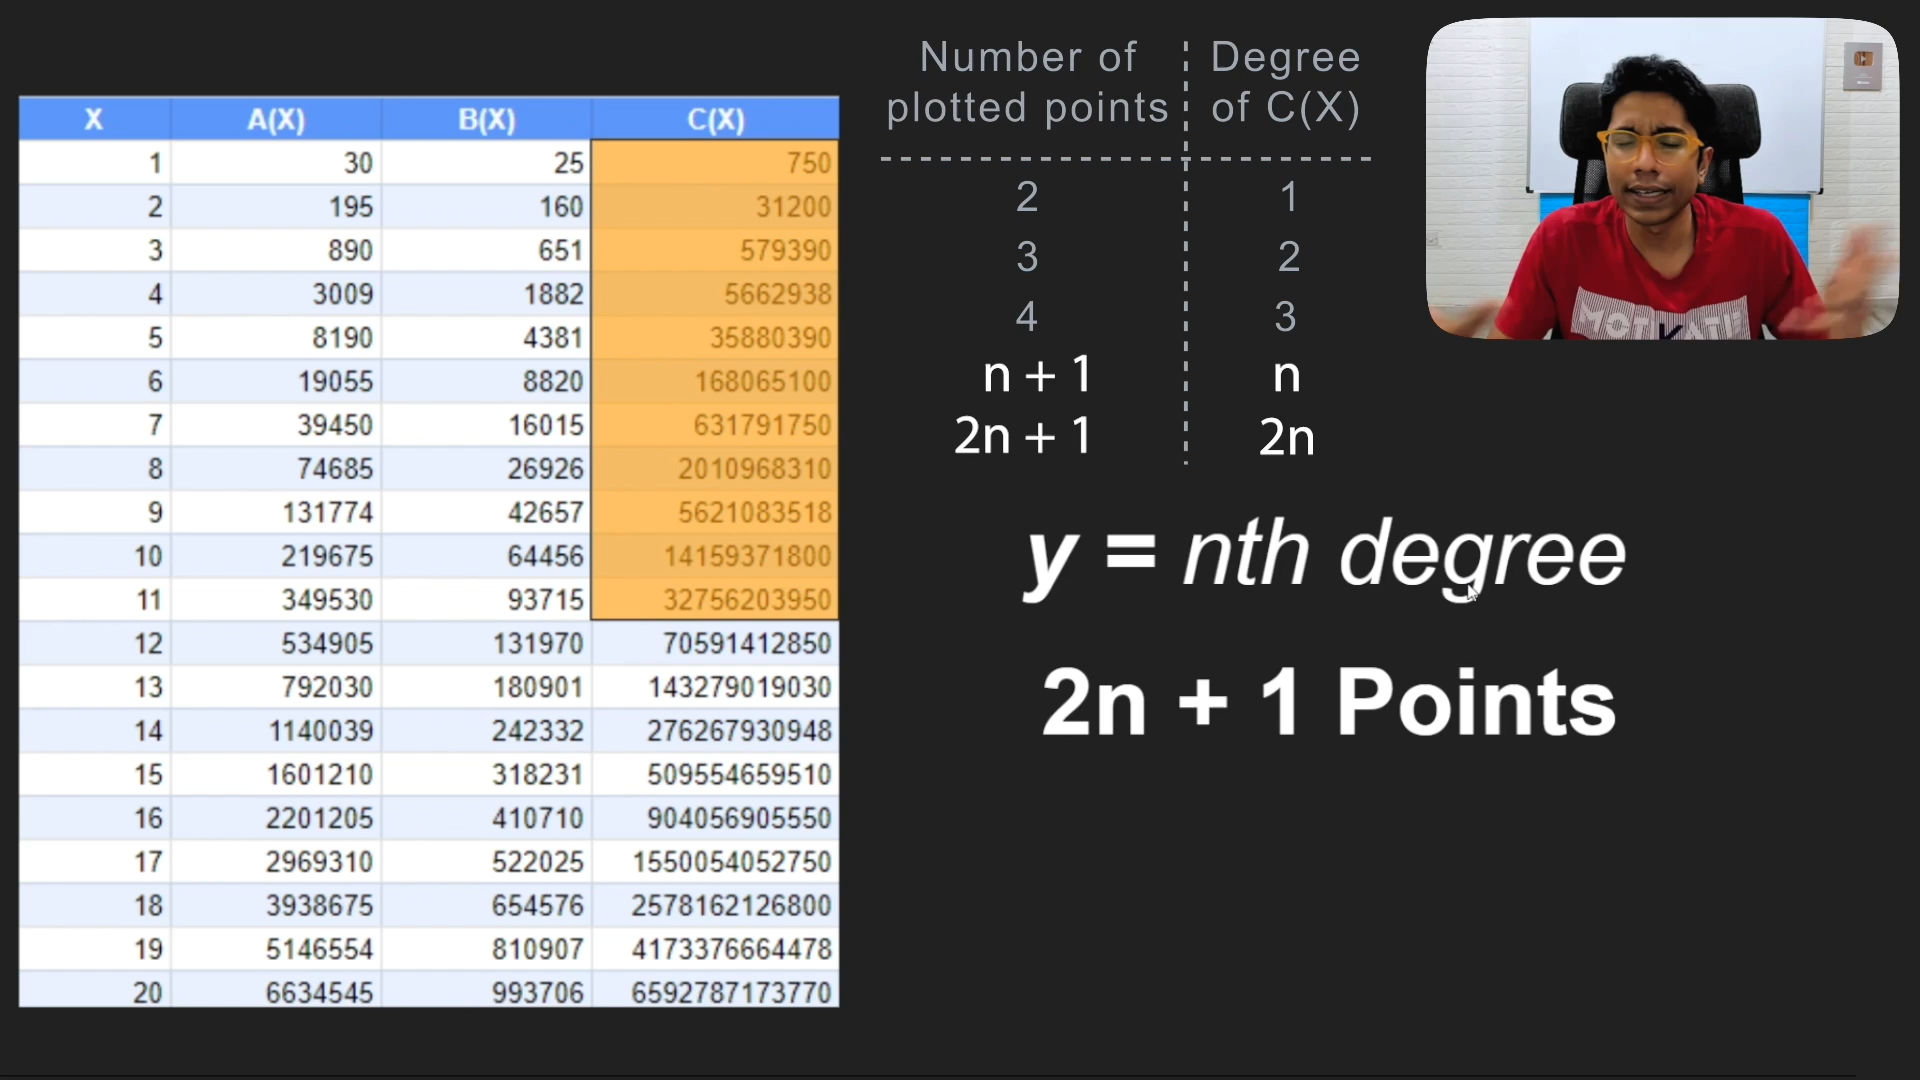 X A(X) B(X) C(X)
1 30 25 750
2 195 160 31200
3 890 651 579390
4 3009 1882 5662938
5 8190 4381 35880390
6 19055 8820 168065100
7 39450 16015 631791750
8 74685 26926 2010968310
9 131774 42657 5621083518
10 219675 64456 14159371800
11 349530 93715 32756203950
12 534905 131970 70591412850
13 792030 180901 143279019030
14 1140039 242332 276267930948
15 1601210 318231 509554659510
16 2201205 410710 904056905550
17 2969310 522025 1550054052750
18 3938675 654576 2578162126800
19 5146554 810907 4173376664478
20 6634545 993706 6592787173770
Number of Degree
plotted points of C(X)
2 1
3 2
4 3
n + 1 n
2n + 1 2n
y = nth degree
2n + 1 Points